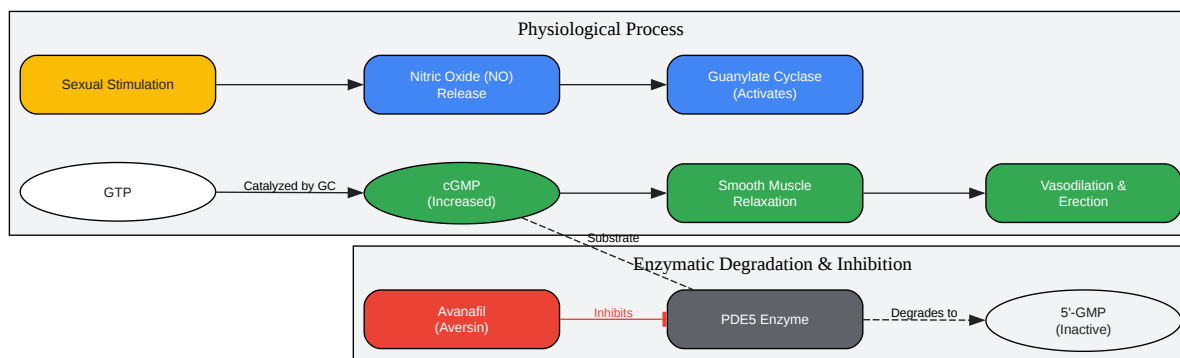 Physiological Process
Sexual Stimulation
Nitric Oxide (NO)
Release
Guanylate Cyclase
(Activates)
GTP
Catalyzed by GC
cGMP
(Increased)
Smooth Muscle
Relaxation
Vasodilation &
Erection
Substrate
Enzymatic Degradation & Inhibition
Avanafil
(Aversin)
Inhibits
PDE5 Enzyme
Degrades to
5'-GMP
(Inactive)